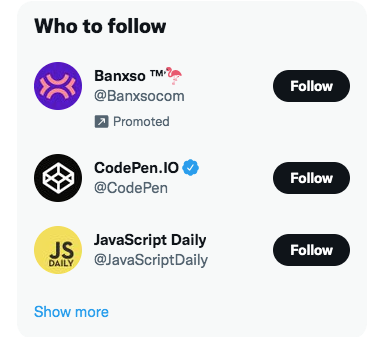 Who to follow
Banxso ™🦩
@Banxsocom
Promoted
Follow
CodePen.IO
@CodePen
Follow
JS
DAILY
JavaScript Daily
@JavaScriptDaily
Follow
Show more